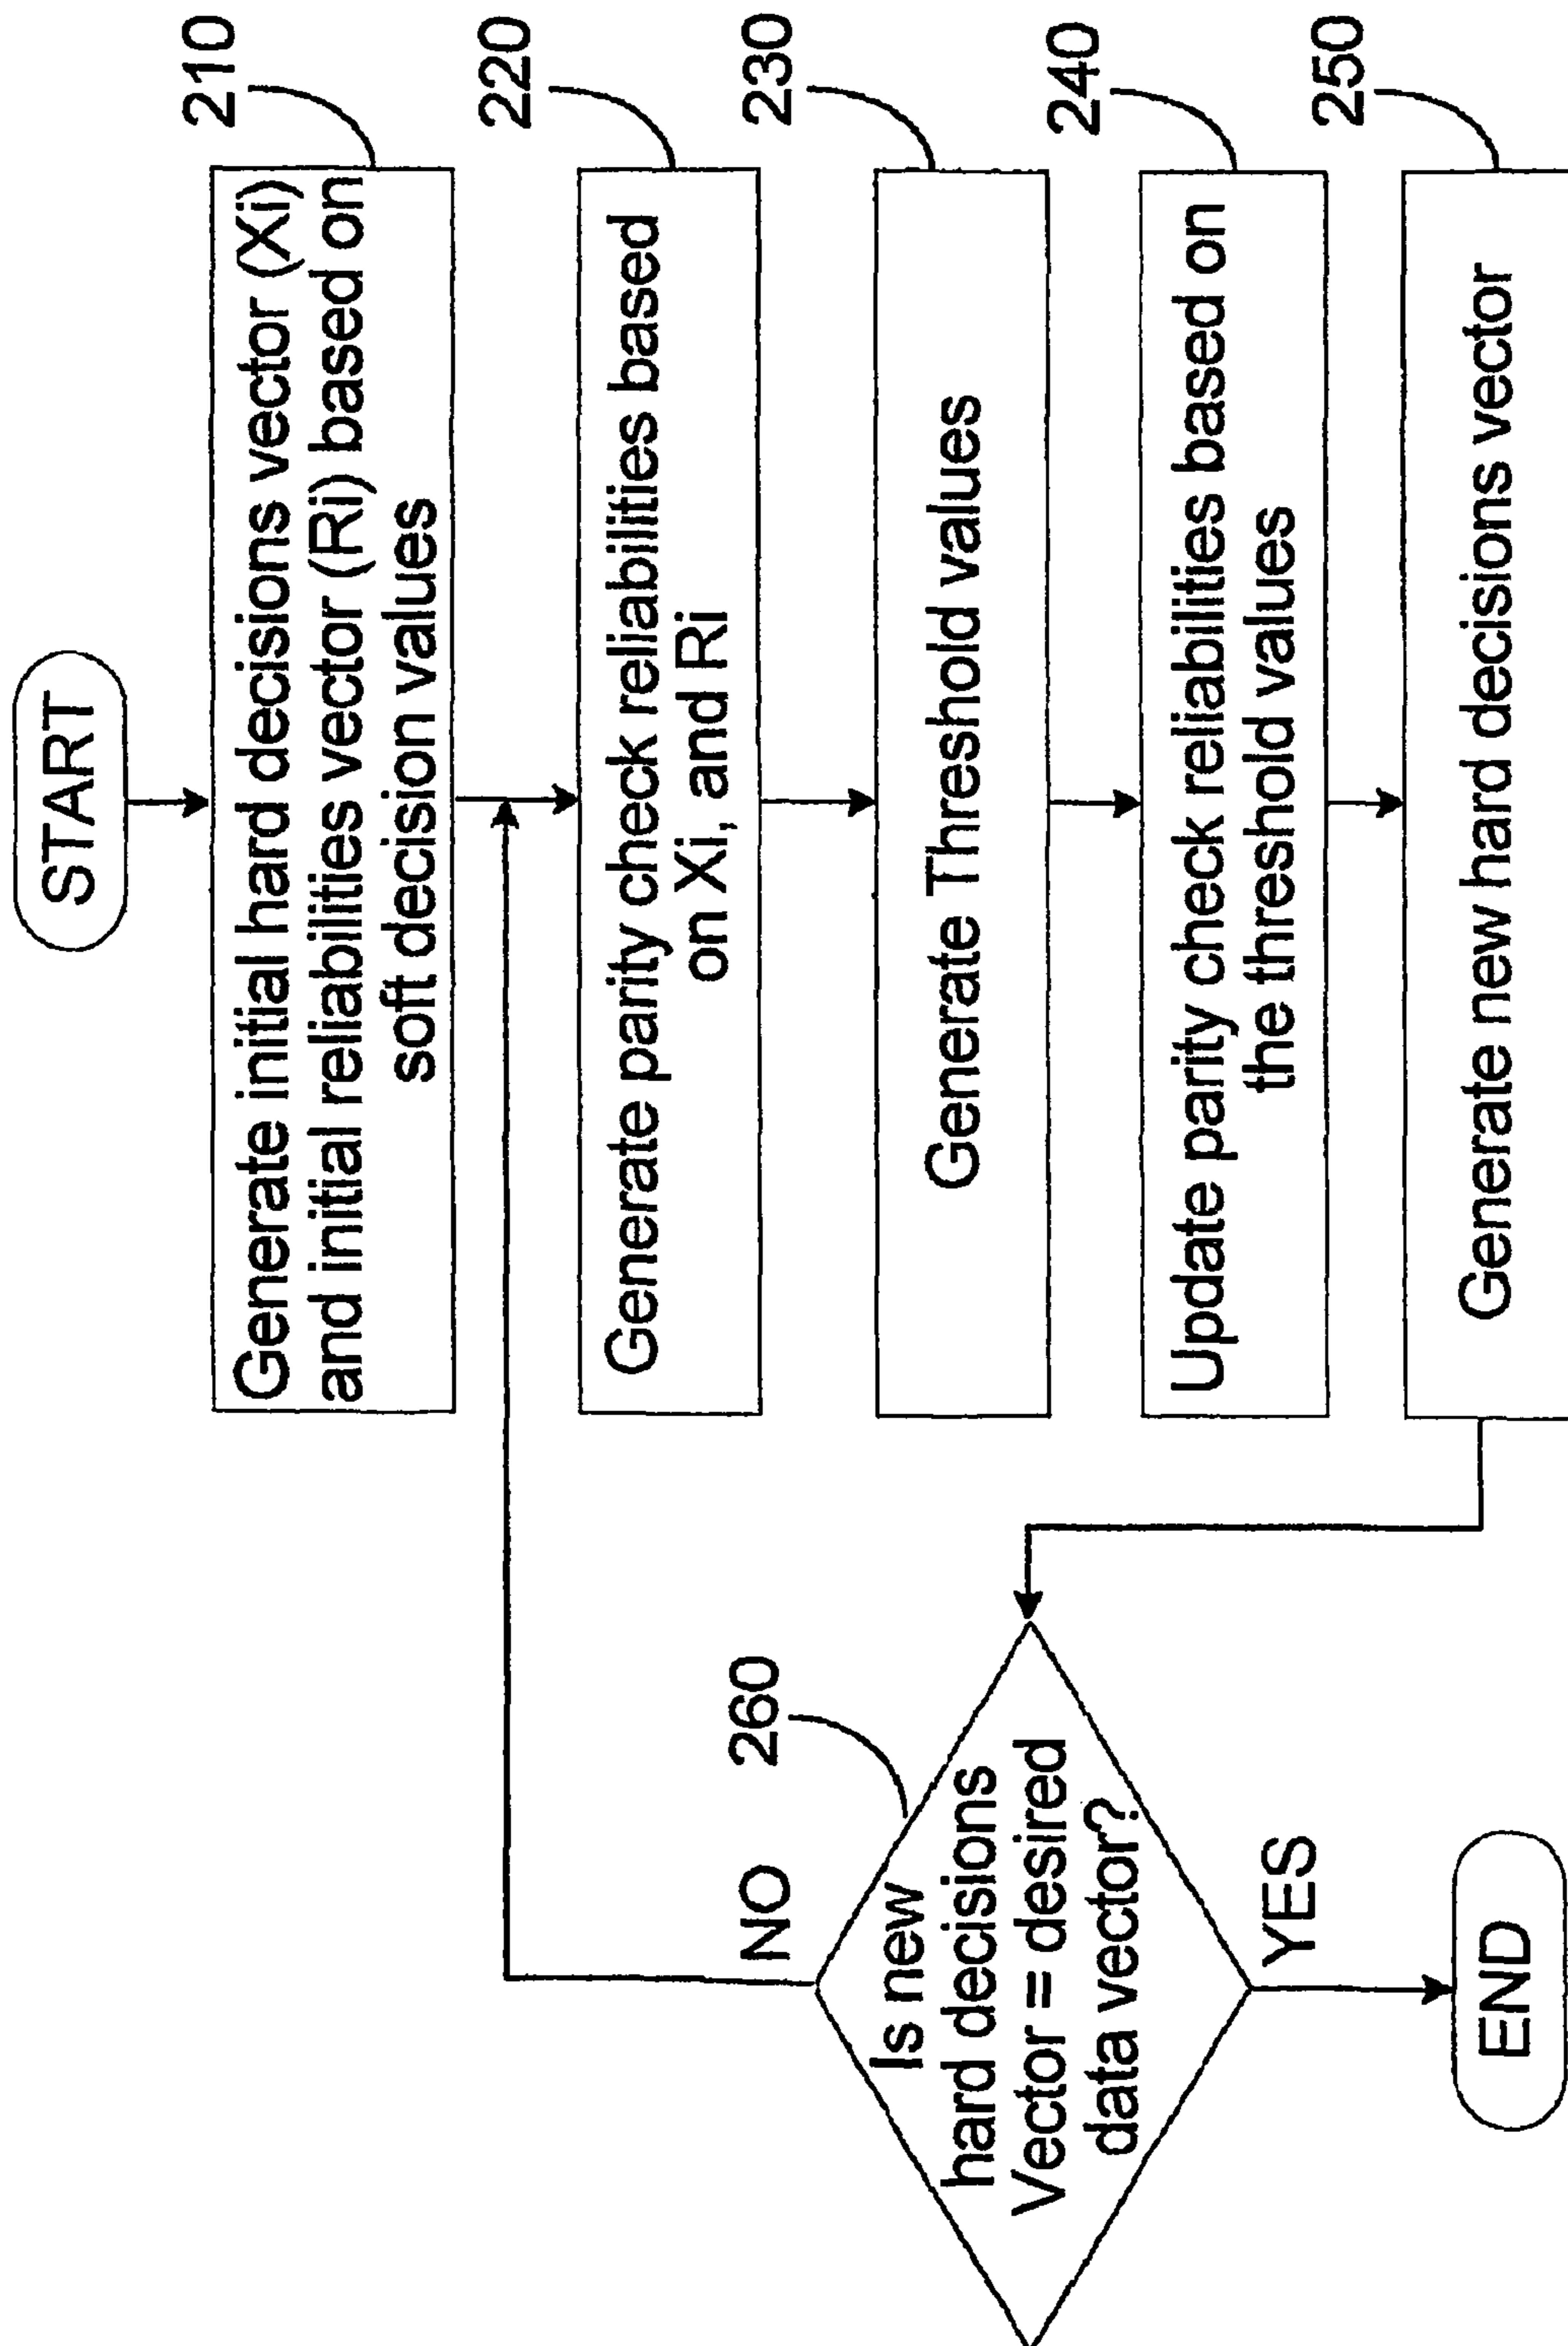 START
Generate initial hard decisions vector (Xi)
and initial reliabilities vector (Ri) based on
soft decision values
210
Generate parity check reliabilities based
on Xi, and Ri
220
Generate Threshold values
230
Update parity check reliabilities based on
the threshold values
240
Generate new hard decisions vector
250
Is new
hard decisions
Vector = desired
data vector?
260
NO
YES
END